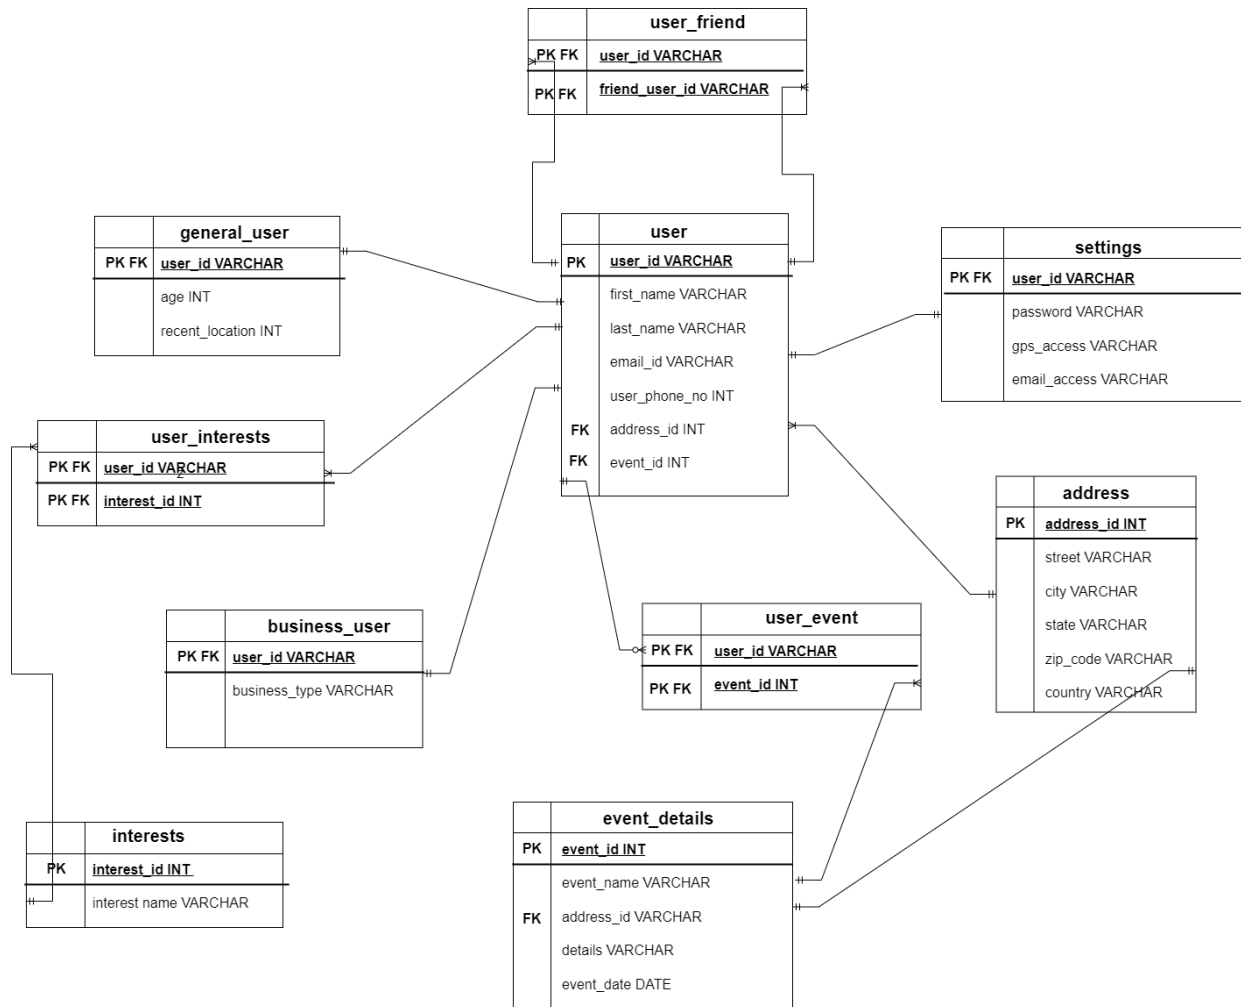 user_friend
PK FK user_id VARCHAR
PK FK friend_user_id VARCHAR
general_user
PK FK user_id VARCHAR
age INT
recent_location INT
user
PK user_id VARCHAR
first_name VARCHAR
last_name VARCHAR
email_id VARCHAR
user_phone_no INT
FK address_id INT
FK event_id INT
settings
PK FK user_id VARCHAR
password VARCHAR
gps_access VARCHAR
email_access VARCHAR
user_interests
PK FK user_id VARCHAR
z
PK FK interest_id INT
address
PK address_id INT
street VARCHAR
city VARCHAR
state VARCHAR
zip_code VARCHAR
country VARCHAR
business_user
PK FK user_id VARCHAR
business_type VARCHAR
user_event
PK FK user_id VARCHAR
PK FK event_id INT
interests
PK interest_id INT
interest name VARCHAR
event_details
PK event_id INT
event_name VARCHAR
FK address_id VARCHAR
details VARCHAR
event_date DATE